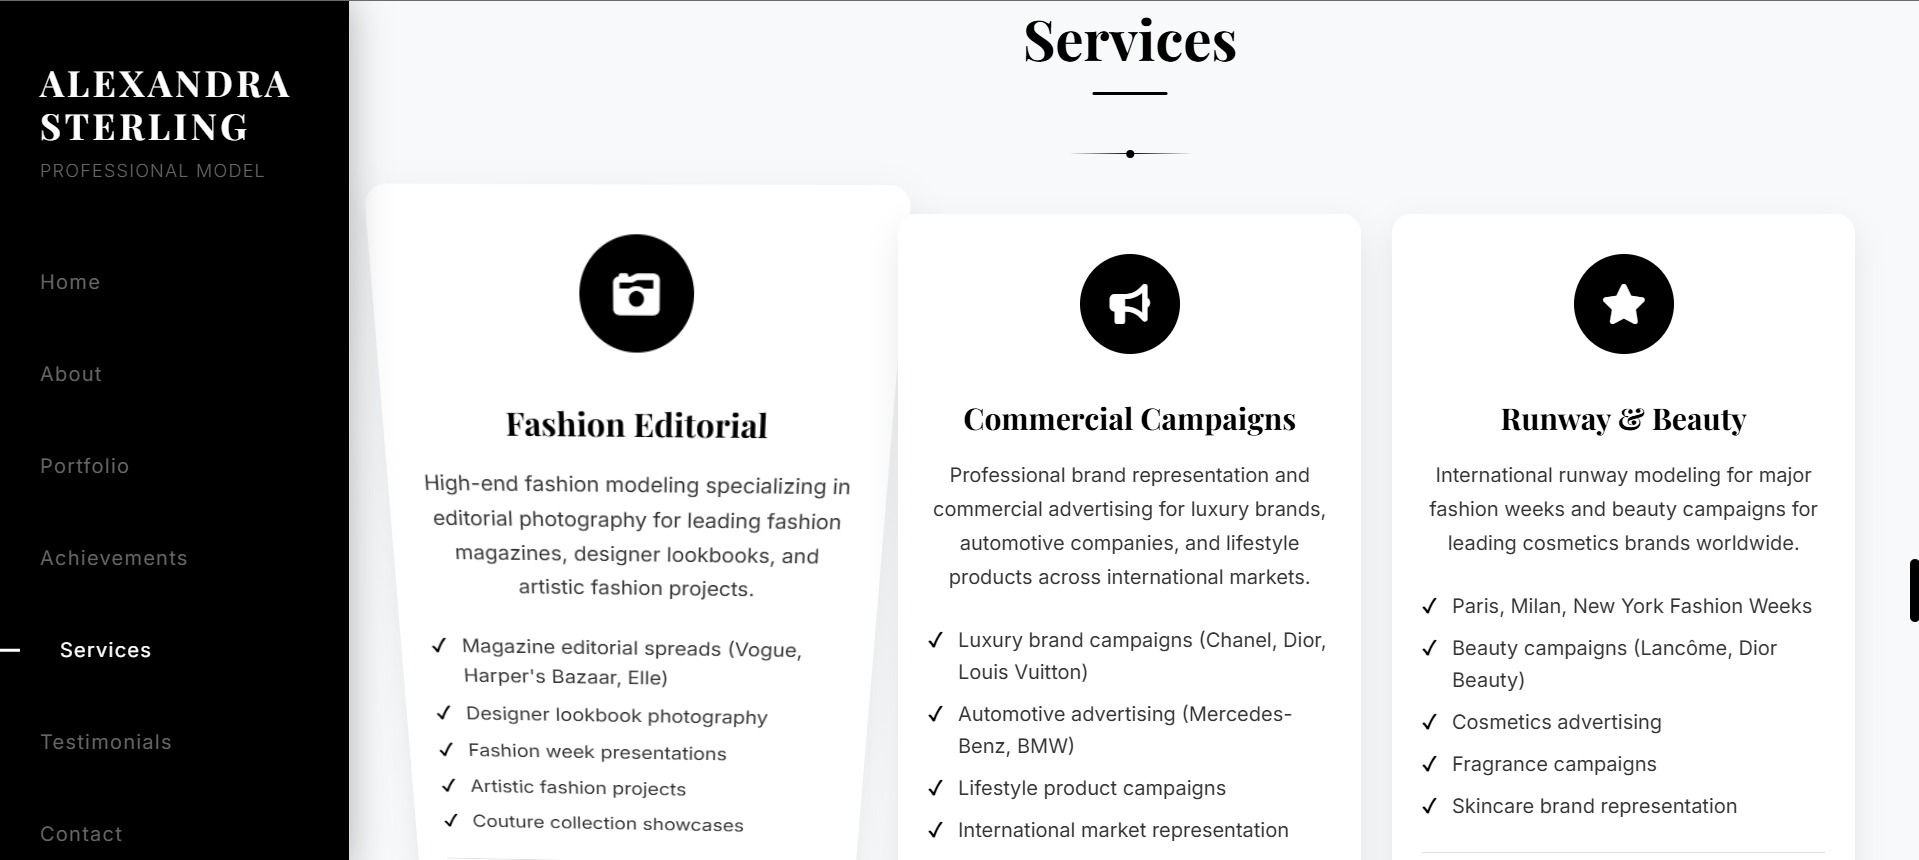 ALEXANDRA
STERLING
PROFESSIONAL MODEL
Home
About
Portfolio
Achievements
Services
Testimonials
Contact
Services
Fashion Editorial
High-end fashion modeling specializing in
editorial photography for leading fashion
magazines, designer lookbooks, and
artistic fashion projects.
✓ Magazine editorial spreads (Vogue,
Harper's Bazaar, Elle)
✓ Designer lookbook photography
✓ Fashion week presentations
✓ Artistic fashion projects
✓ Couture collection showcases
Commercial Campaigns
Professional brand representation and
commercial advertising for luxury brands,
automotive companies, and lifestyle
products across international markets.
✓ Luxury brand campaigns (Chanel, Dior,
Louis Vuitton)
✓ Automotive advertising (Mercedes-
Benz, BMW)
✓ Lifestyle product campaigns
✓ International market representation
Runway & Beauty
International runway modeling for major
fashion weeks and beauty campaigns for
leading cosmetics brands worldwide.
✓ Paris, Milan, New York Fashion Weeks
✓ Beauty campaigns (Lancôme, Dior
Beauty)
✓ Cosmetics advertising
✓ Fragrance campaigns
✓ Skincare brand representation